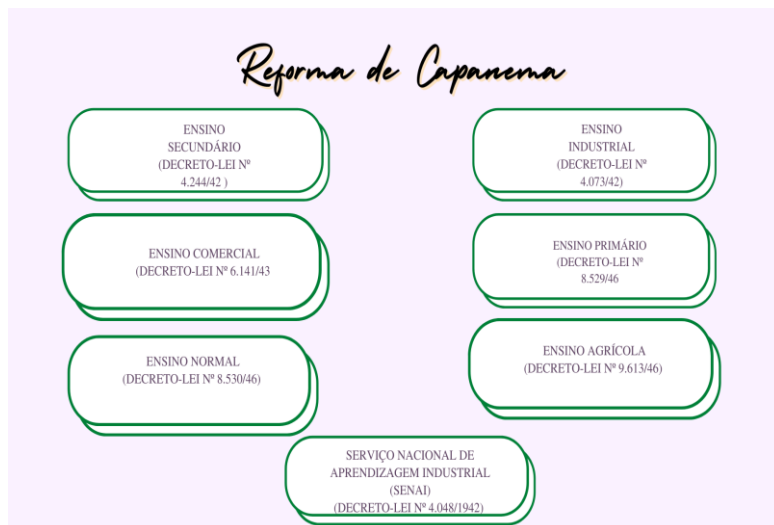 Reforma de Capanema
ENSINO
SECUNDÁRIO
(DECRETO-LEI Nº
4.244/42 )
ENSINO
INDUSTRIAL
(DECRETO-LEI Nº
4.073/42)
ENSINO COMERCIAL
(DECRETO-LEI Nº 6.141/43
ENSINO PRIMÁRIO
(DECRETO-LEI Nº
8.529/46
ENSINO NORMAL
(DECRETO-LEI Nº 8.530/46)
ENSINO AGRÍCOLA
(DECRETO-LEI Nº 9.613/46)
SERVIÇO NACIONAL DE
APRENDIZAGEM INDUSTRIAL
(SENAI)
(DECRETO-LEI Nº 4.048/1942)